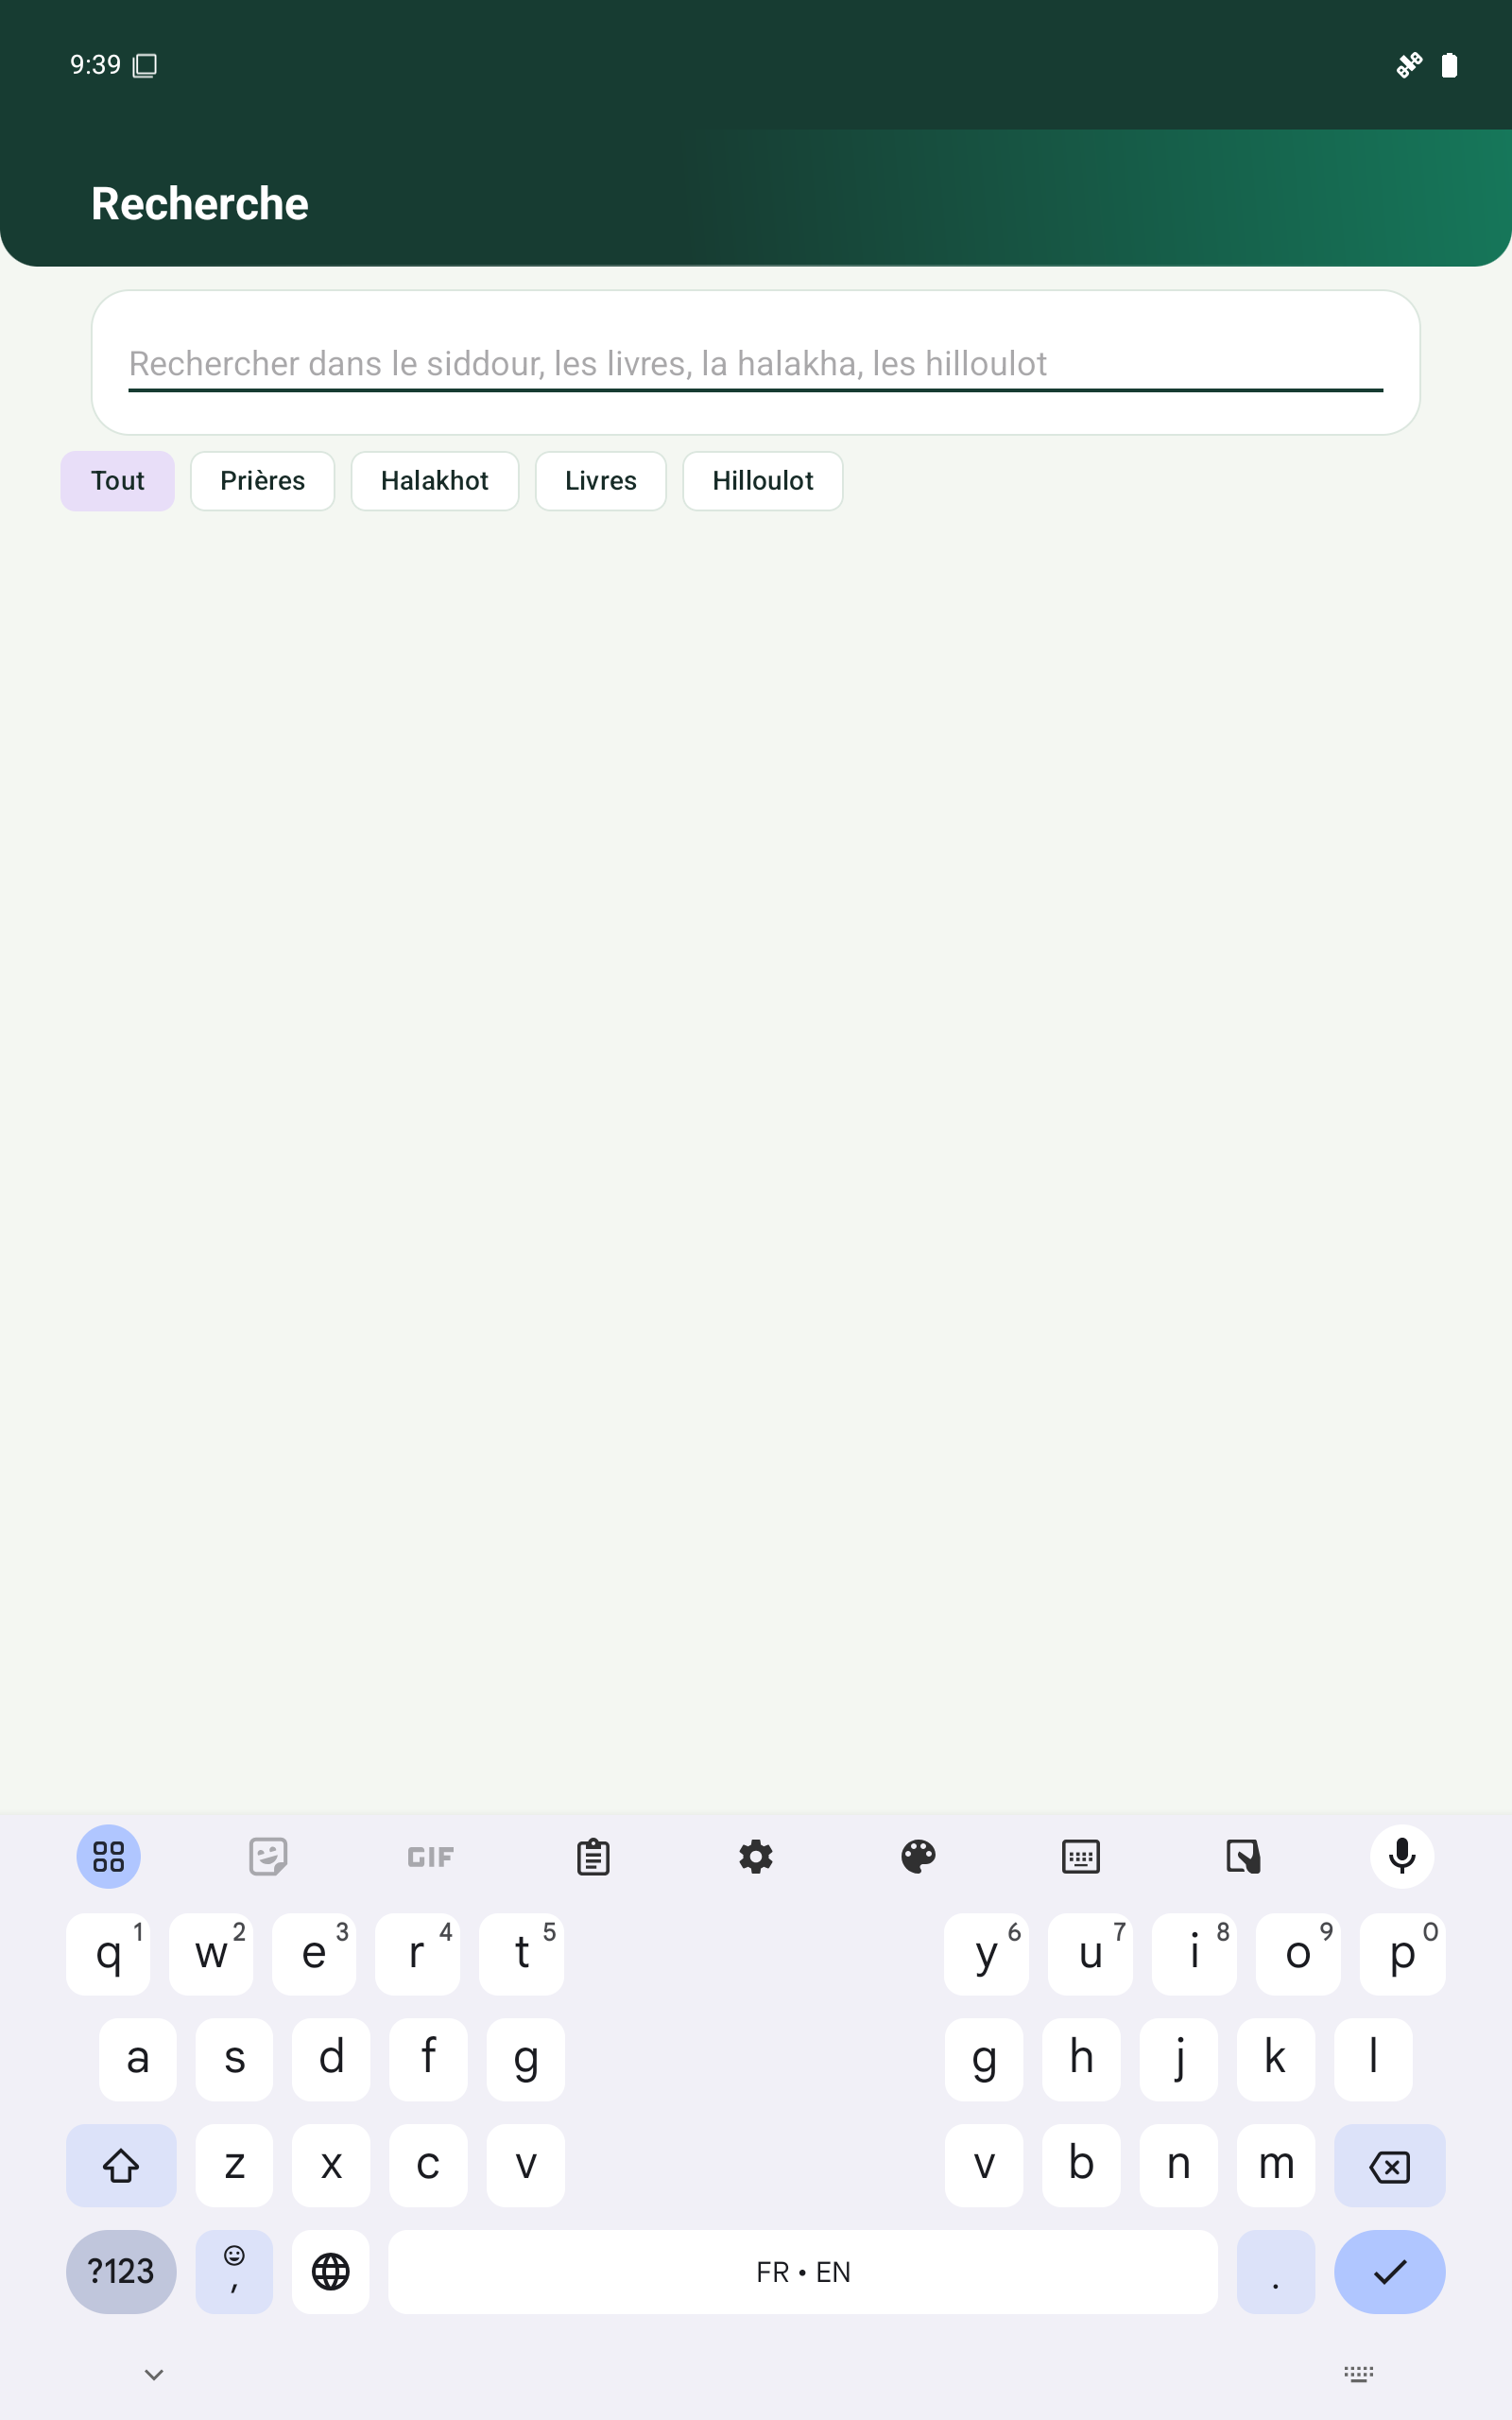 9:39
Recherche
Rechercher dans le siddour, les livres, la halakha, les hilloulot
Tout Prières Halakhot Livres Hilloulot
GIF
q 1 w 2 e 3 r 4 t 5 y 6 u 7 i 8 o 9 p 0
a s d f g g h j k l
z x c v v b n m
?123 , FR • EN .